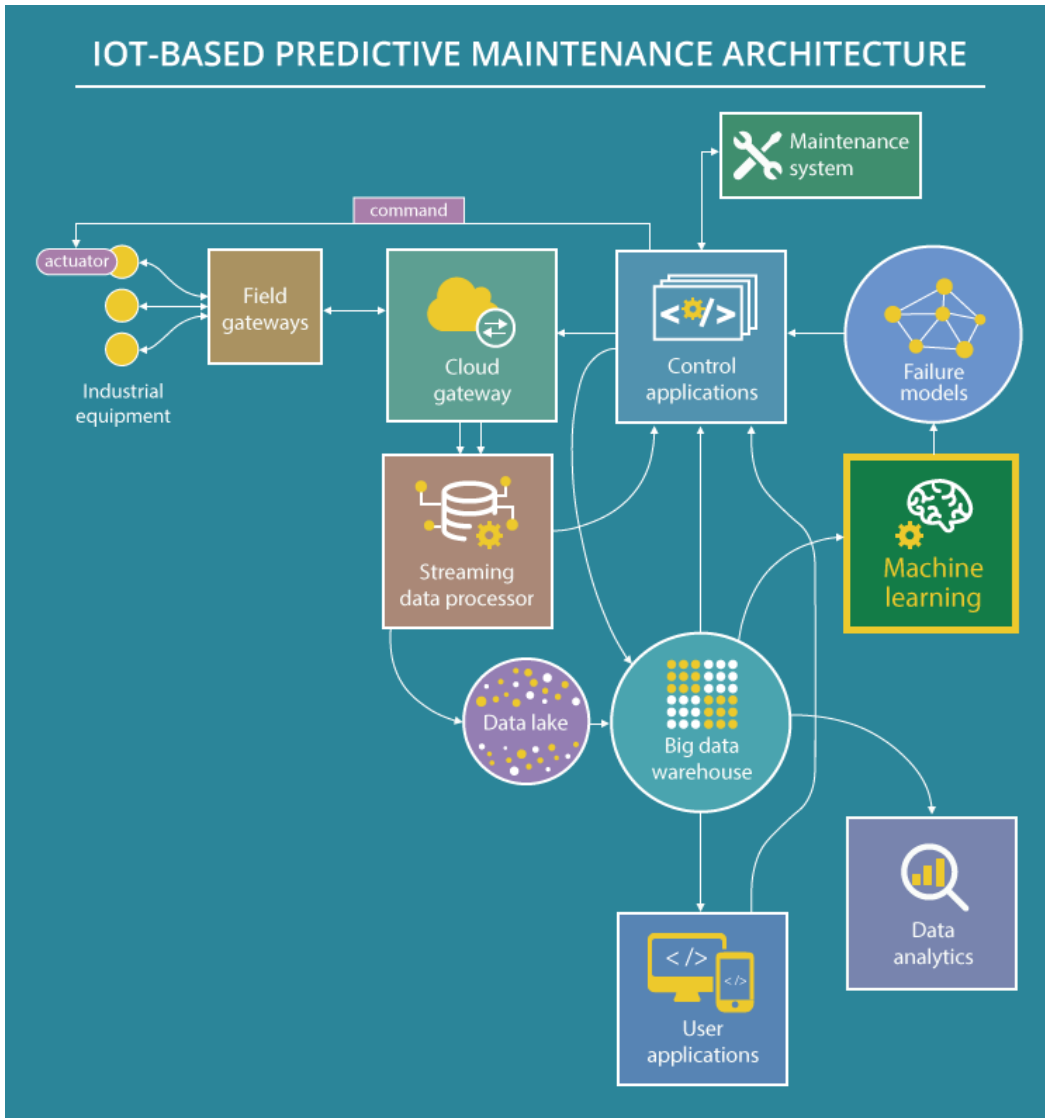 IOT-BASED PREDICTIVE MAINTENANCE ARCHITECTURE
Maintenance
system
command
actuator
Field
gateways
Industrial
equipment
Cloud
gateway
</>
Control
applications
Failure
models
Streaming
data processor
Machine
learning
Data lake
Big data
warehouse
Data
analytics
</>
</>
User
applications